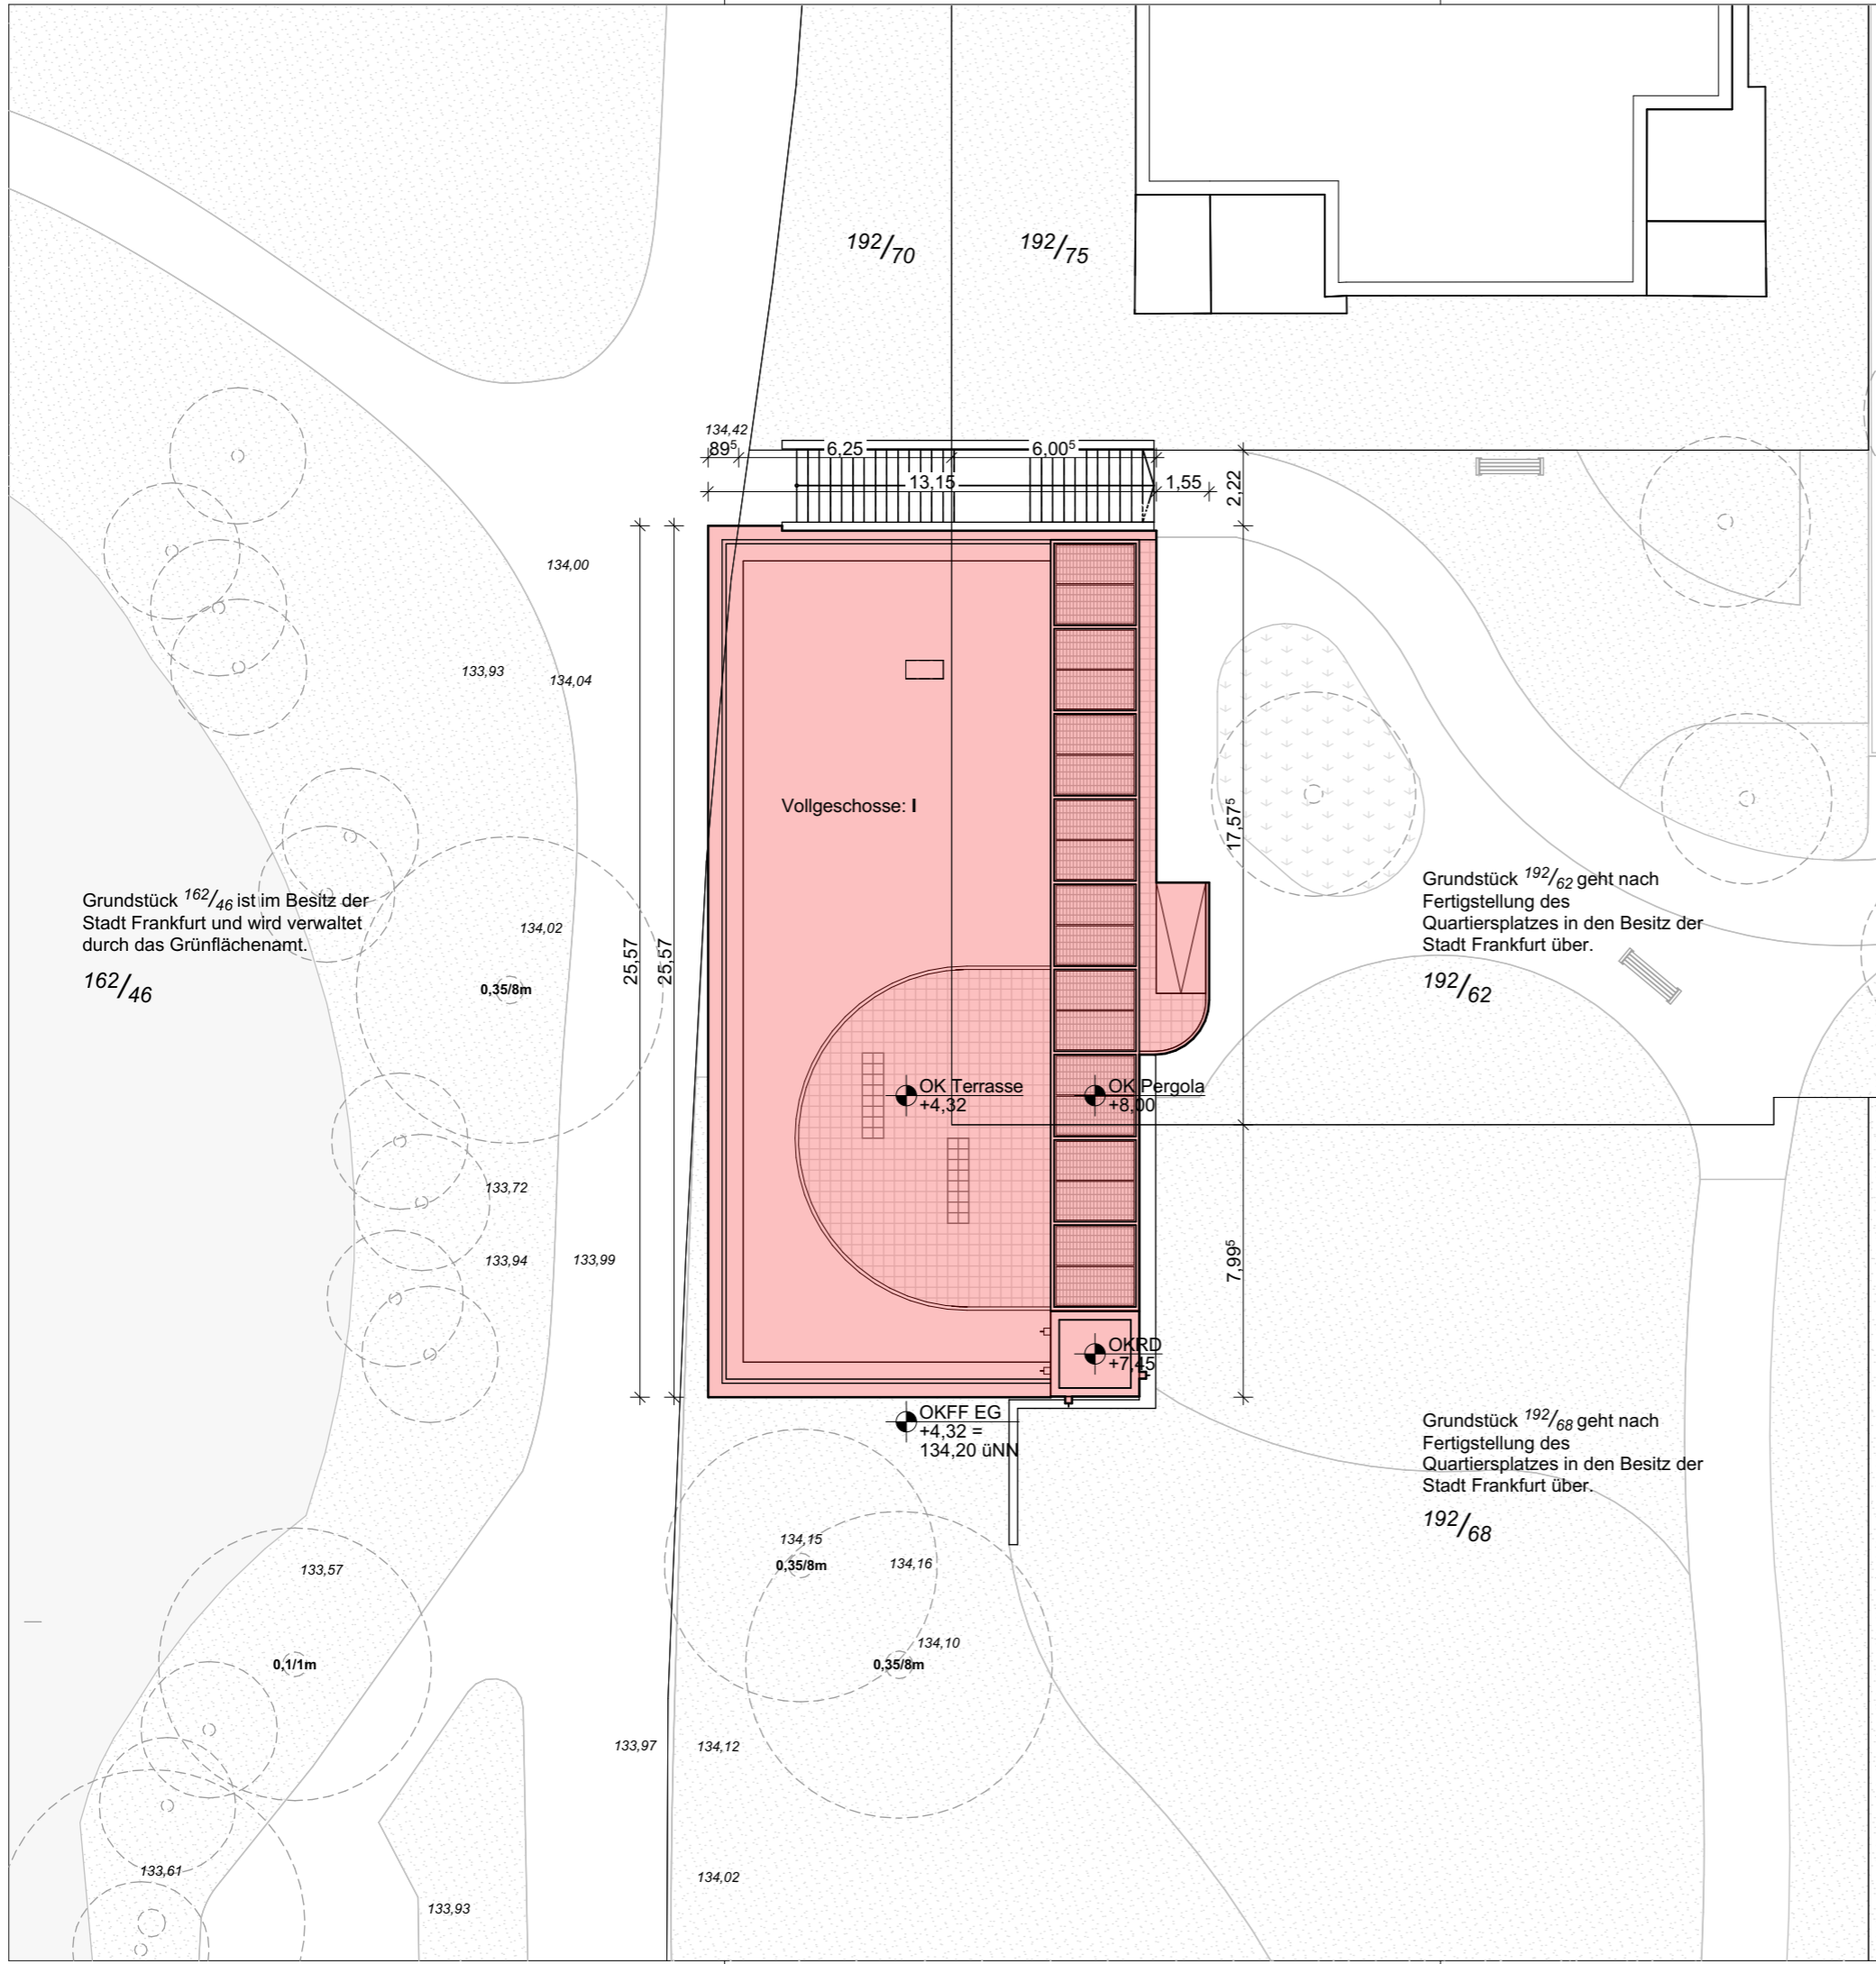 192/70
192/75
134,42
89⁵
6,25
6,00⁵
13,15
1,55
2,22
134,00
133,93
134,04
Vollgeschosse: I
17,57⁵
Grundstück 162/46 ist im Besitz der
Stadt Frankfurt und wird verwaltet
durch das Grünflächenamt.
162/46
134,02
0,35/8m
25,57
25,57
Grundstück 192/62 geht nach
Fertigstellung des
Quartiersplatzes in den Besitz der
Stadt Frankfurt über.
192/62
OK Terrasse
+4,32
OK Pergola
+8,00
133,72
133,94
133,99
7,99⁵
OKRD
+7,45
OKFF EG
+4,32 =
134,20 üNN
Grundstück 192/68 geht nach
Fertigstellung des
Quartiersplatzes in den Besitz der
Stadt Frankfurt über.
192/68
134,15
0,35/8m
134,16
133,57
134,10
0,1/1m
0,35/8m
133,97
134,12
133,61
134,02
133,93